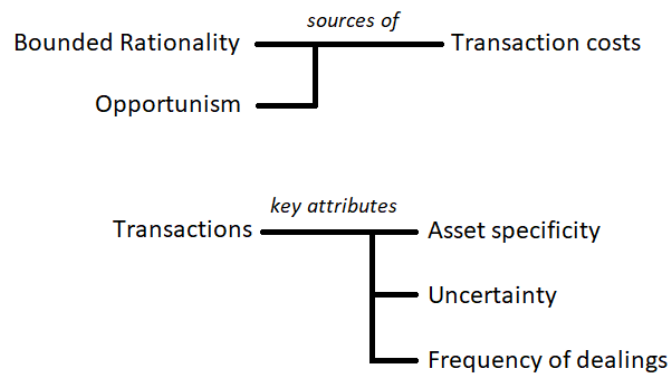 sources of
Bounded Rationality
Transaction costs
Opportunism
key attributes
Transactions
Asset specificity
Uncertainty
Frequency of dealings